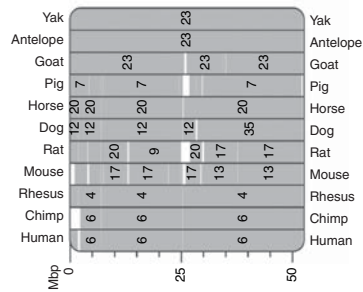 Yak 23 Yak
Antelope 23 Antelope
Goat 23 23 23 Goat
Pig 7 7 7 Pig
Horse 20 20 20 20 Horse
Dog 12 12 12 12 35 Dog
Rat 20 9 20 17 17 Rat
Mouse 10 17 17 13 13 Mouse
Rhesus 4 4 4 Rhesus
Chimp 6 6 6 Chimp
Human 6 6 6 Human
Mbp 0 25 50